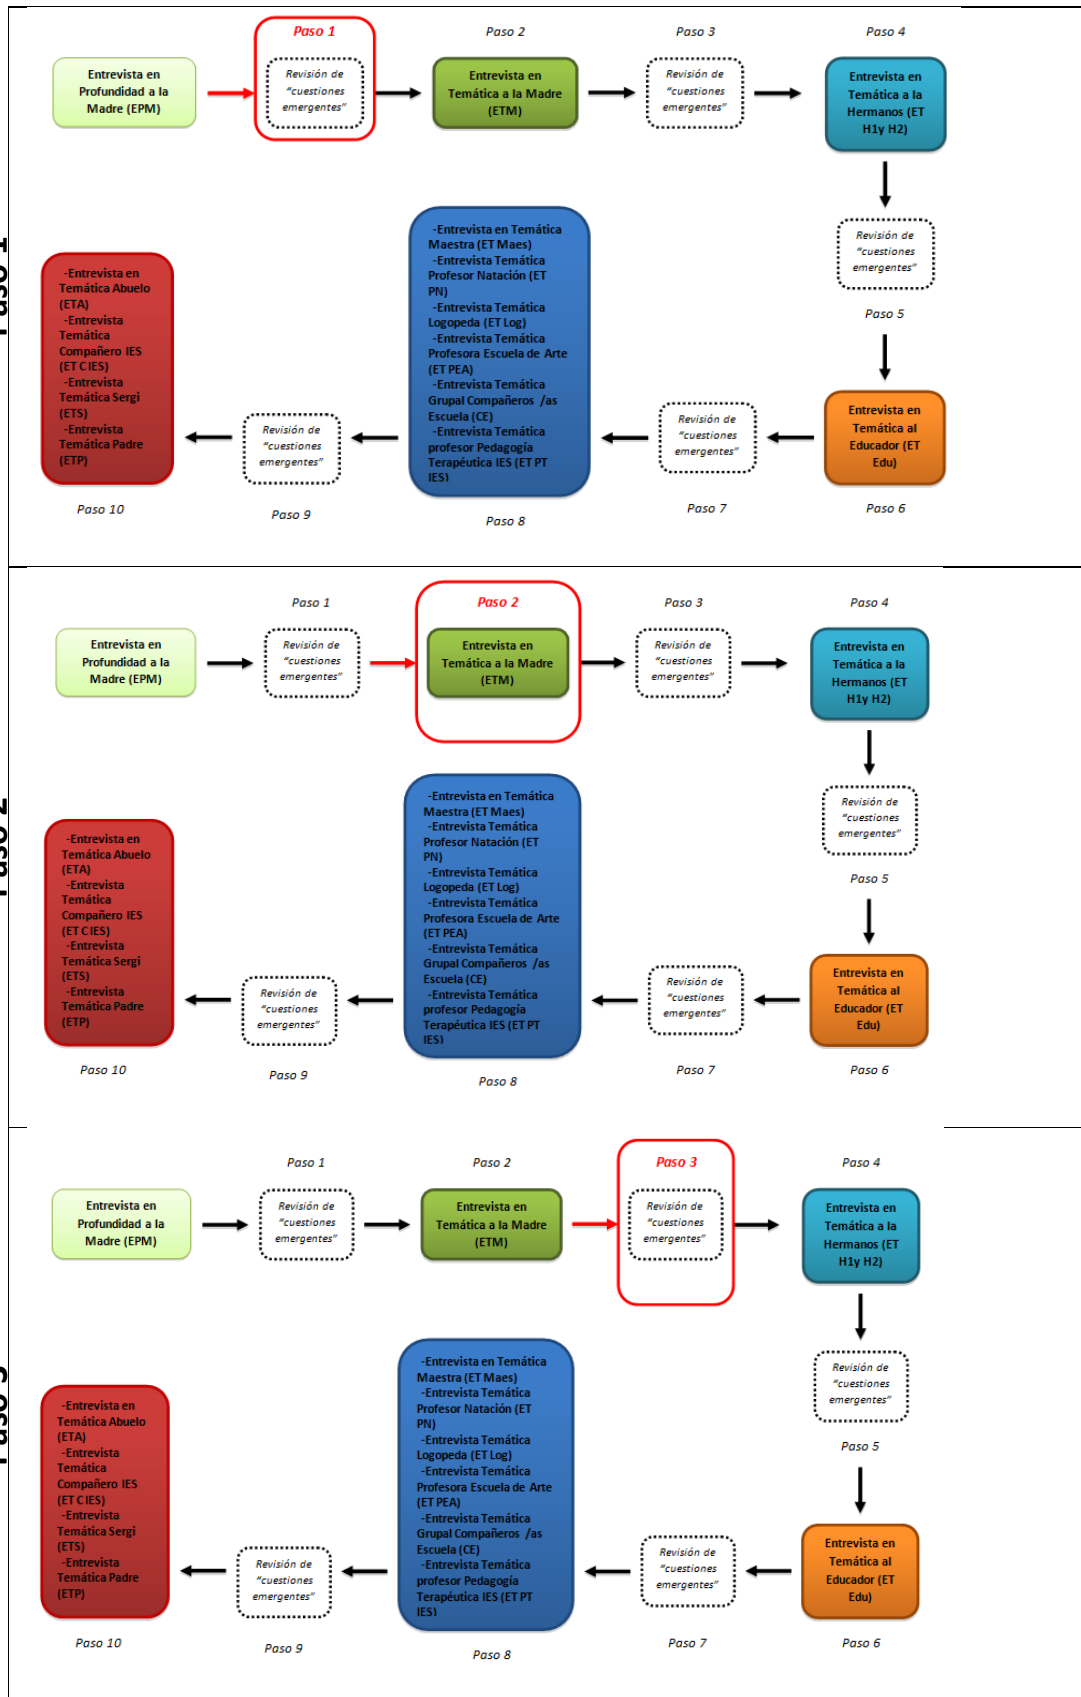 Paso 1
Paso 1
Paso 2
Paso 3
Paso 4
Entrevista en
Profundidad a la
Madre (EPM)
Revisión de
"cuestiones
emergentes"
Entrevista en
Temática a la Madre
(ETM)
Revisión de
"cuestiones
emergentes"
Entrevista en
Temática a la
Hermanos (ET
H1y H2)
Revisión de
"cuestiones
emergentes"
Paso 5
Entrevista en
Temática al
Educador (ET
Edu)
Paso 6
Revisión de
"cuestiones
emergentes"
Paso 7
-Entrevista en Temática
Maestra (ET Maes)
-Entrevista Temática
Profesor Natación (ET
PN)
-Entrevista Temática
Logopeda (ET Log)
-Entrevista Temática
Profesora Escuela de Arte
(ET PEA)
-Entrevista Temática
Grupal Compañeros /as
Escuela (CE)
-Entrevista Temática
profesor Pedagogía
Terapéutica IES (ET PT
IES)
Paso 8
Revisión de
"cuestiones
emergentes"
Paso 9
-Entrevista en
Temática Abuelo
(ETA)
-Entrevista
Temática
Compañero IES
(ET C IES)
-Entrevista
Temática Sergi
(ETS)
-Entrevista
Temática Padre
(ETP)
Paso 10
Paso 2
Paso 1
Paso 2
Paso 3
Paso 4
Entrevista en
Profundidad a la
Madre (EPM)
Revisión de
"cuestiones
emergentes"
Entrevista en
Temática a la Madre
(ETM)
Revisión de
"cuestiones
emergentes"
Entrevista en
Temática a la
Hermanos (ET
H1y H2)
Revisión de
"cuestiones
emergentes"
Paso 5
Entrevista en
Temática al
Educador (ET
Edu)
Paso 6
Revisión de
"cuestiones
emergentes"
Paso 7
-Entrevista en Temática
Maestra (ET Maes)
-Entrevista Temática
Profesor Natación (ET
PN)
-Entrevista Temática
Logopeda (ET Log)
-Entrevista Temática
Profesora Escuela de Arte
(ET PEA)
-Entrevista Temática
Grupal Compañeros /as
Escuela (CE)
-Entrevista Temática
profesor Pedagogía
Terapéutica IES (ET PT
IES)
Paso 8
Revisión de
"cuestiones
emergentes"
Paso 9
-Entrevista en
Temática Abuelo
(ETA)
-Entrevista
Temática
Compañero IES
(ET C IES)
-Entrevista
Temática Sergi
(ETS)
-Entrevista
Temática Padre
(ETP)
Paso 10
Paso 3
Paso 1
Paso 2
Paso 3
Paso 4
Entrevista en
Profundidad a la
Madre (EPM)
Revisión de
"cuestiones
emergentes"
Entrevista en
Temática a la Madre
(ETM)
Revisión de
"cuestiones
emergentes"
Entrevista en
Temática a la
Hermanos (ET
H1y H2)
Revisión de
"cuestiones
emergentes"
Paso 5
Entrevista en
Temática al
Educador (ET
Edu)
Paso 6
Revisión de
"cuestiones
emergentes"
Paso 7
-Entrevista en Temática
Maestra (ET Maes)
-Entrevista Temática
Profesor Natación (ET
PN)
-Entrevista Temática
Logopeda (ET Log)
-Entrevista Temática
Profesora Escuela de Arte
(ET PEA)
-Entrevista Temática
Grupal Compañeros /as
Escuela (CE)
-Entrevista Temática
profesor Pedagogía
Terapéutica IES (ET PT
IES)
Paso 8
Revisión de
"cuestiones
emergentes"
Paso 9
-Entrevista en
Temática Abuelo
(ETA)
-Entrevista
Temática
Compañero IES
(ET C IES)
-Entrevista
Temática Sergi
(ETS)
-Entrevista
Temática Padre
(ETP)
Paso 10